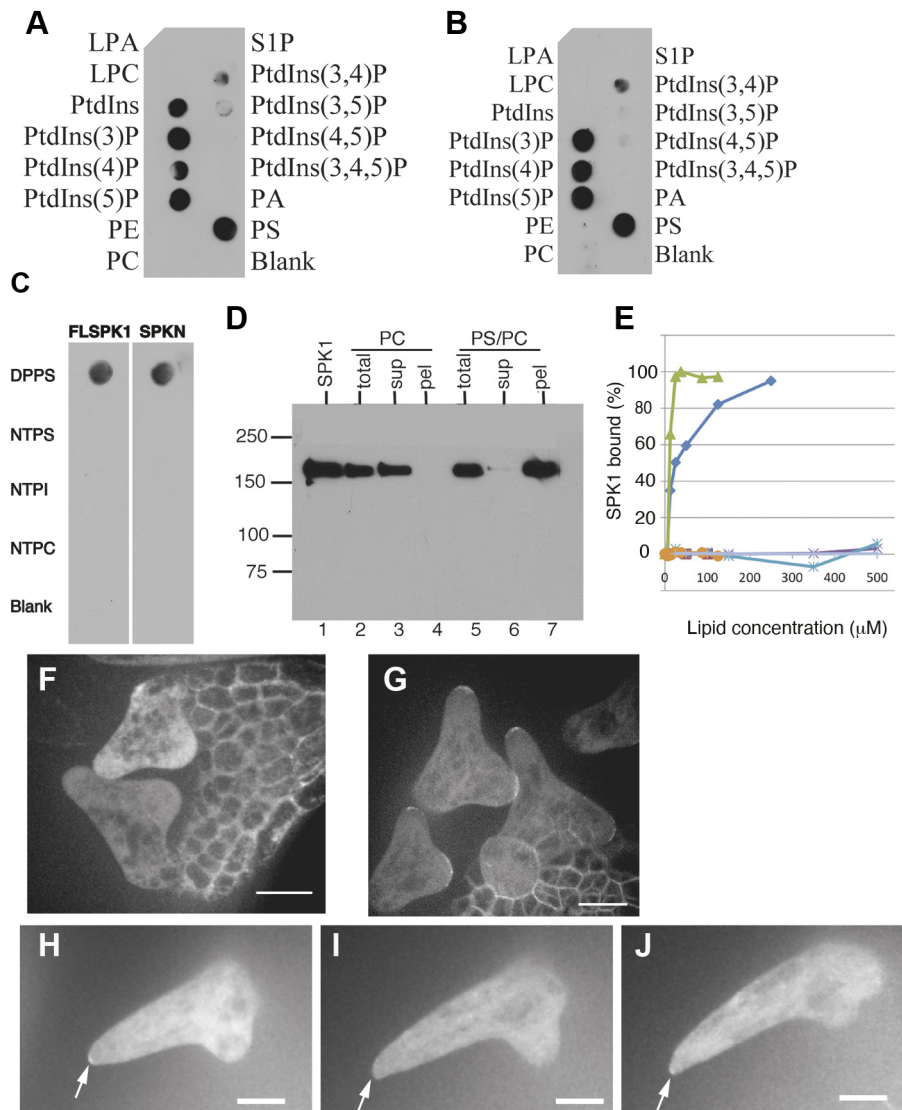 A
LPA S1P
LPC PtdIns(3,4)P
PtdIns PtdIns(3,5)P
PtdIns(3)P PtdIns(4,5)P
PtdIns(4)P PtdIns(3,4,5)P
PtdIns(5)P PA
PE PS
PC Blank
B
LPA S1P
LPC PtdIns(3,4)P
PtdIns PtdIns(3,5)P
PtdIns(3)P PtdIns(4,5)P
PtdIns(4)P PtdIns(3,4,5)P
PtdIns(5)P PA
PE PS
PC Blank
C
FLSPK1 SPKN
DPPS
NTPS
NTPI
NTPC
Blank
D
PC PS/PC
SPK1 total sup pel total sup pel
250
150
100
75
1 2 3 4 5 6 7
E
SPK1 bound (%)
100
80
60
40
20
0
0 100 200 300 400 500
Lipid concentration (µM)
F
G
H
I
J